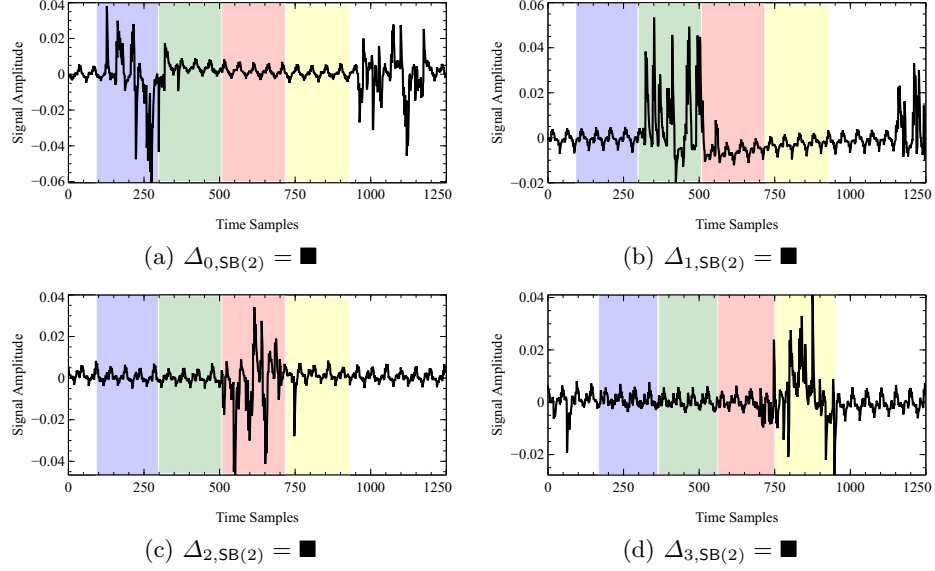 0.04
0.02
0
−0.02
−0.04
−0.06
Signal Amplitude
0 250 500 750 1000 1250
Time Samples
(a) Δ0,SB(2) = ■
0.06
0.04
0.02
0
−0.02
Signal Amplitude
0 250 500 750 1000 1250
Time Samples
(b) Δ1,SB(2) = ■
0.04
0.02
0
−0.02
−0.04
Signal Amplitude
0 250 500 750 1000 1250
Time Samples
(c) Δ2,SB(2) = ■
0.04
0.02
0
−0.02
Signal Amplitude
0 250 500 750 1000 1250
Time Samples
(d) Δ3,SB(2) = ■